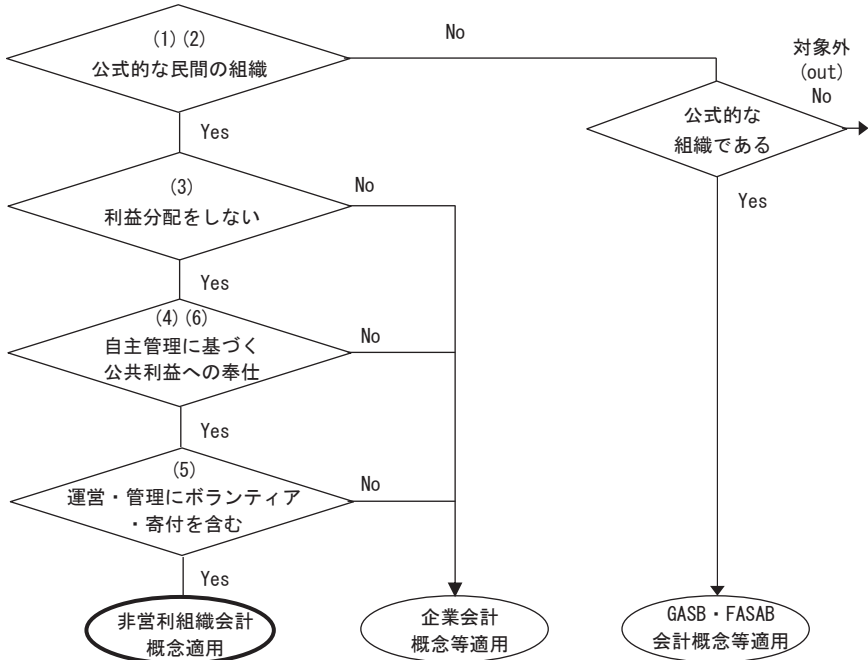 (1)(2)
公式的な民間の組織
No
対象外
(out)
No
公式的な
組織である
Yes
Yes
(3)
利益分配をしない
No
Yes
(4)(6)
自主管理に基づく
公共利益への奉仕
No
Yes
(5)
運営・管理にボランティア
・寄付を含む
No
Yes
非営利組織会計
概念適用
企業会計
概念等適用
GASB・FASAB
会計概念等適用